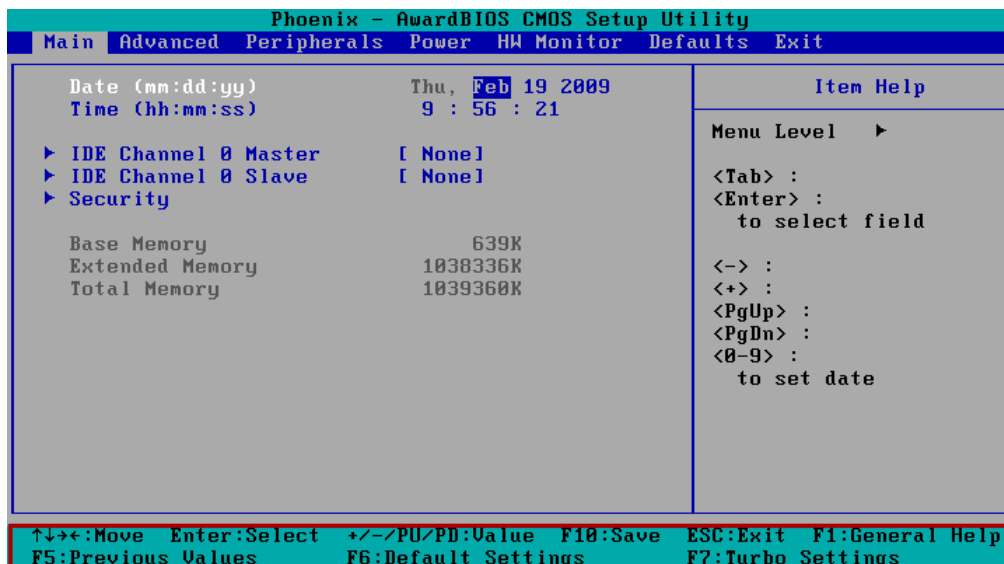 Phoenix - AwardBIOS CMOS Setup Utility
Main Advanced Peripherals Power HW Monitor Defaults Exit
Date (mm:dd:yy) Thu, Feb 19 2009
Time (hh:mm:ss) 9 : 56 : 21
▶ IDE Channel 0 Master [ None]
▶ IDE Channel 0 Slave [ None]
▶ Security
Base Memory 639K
Extended Memory 1038336K
Total Memory 1039360K
Item Help
Menu Level ▶
<Tab> :
<Enter> :
to select field
<-> :
<+> :
<PgUp> :
<PgDn> :
<0-9> :
to set date
↑↓→←:Move Enter:Select +/-/PU/PD:Value F10:Save ESC:Exit F1:General Help
F5:Previous Values F6:Default Settings F7:Turbo Settings